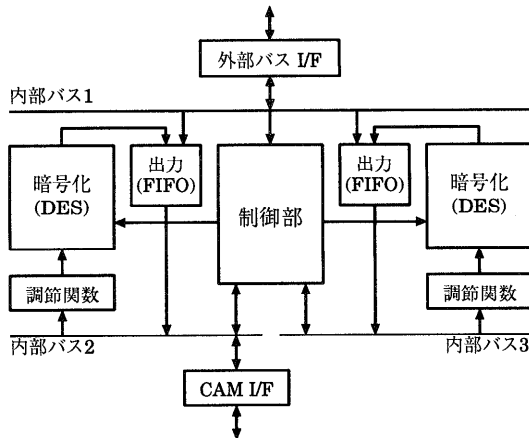 外部バス I/F
内部バス1
暗号化
(DES)
出力
(FIFO)
制御部
出力
(FIFO)
暗号化
(DES)
調節関数
調節関数
内部バス2
内部バス3
CAM I/F